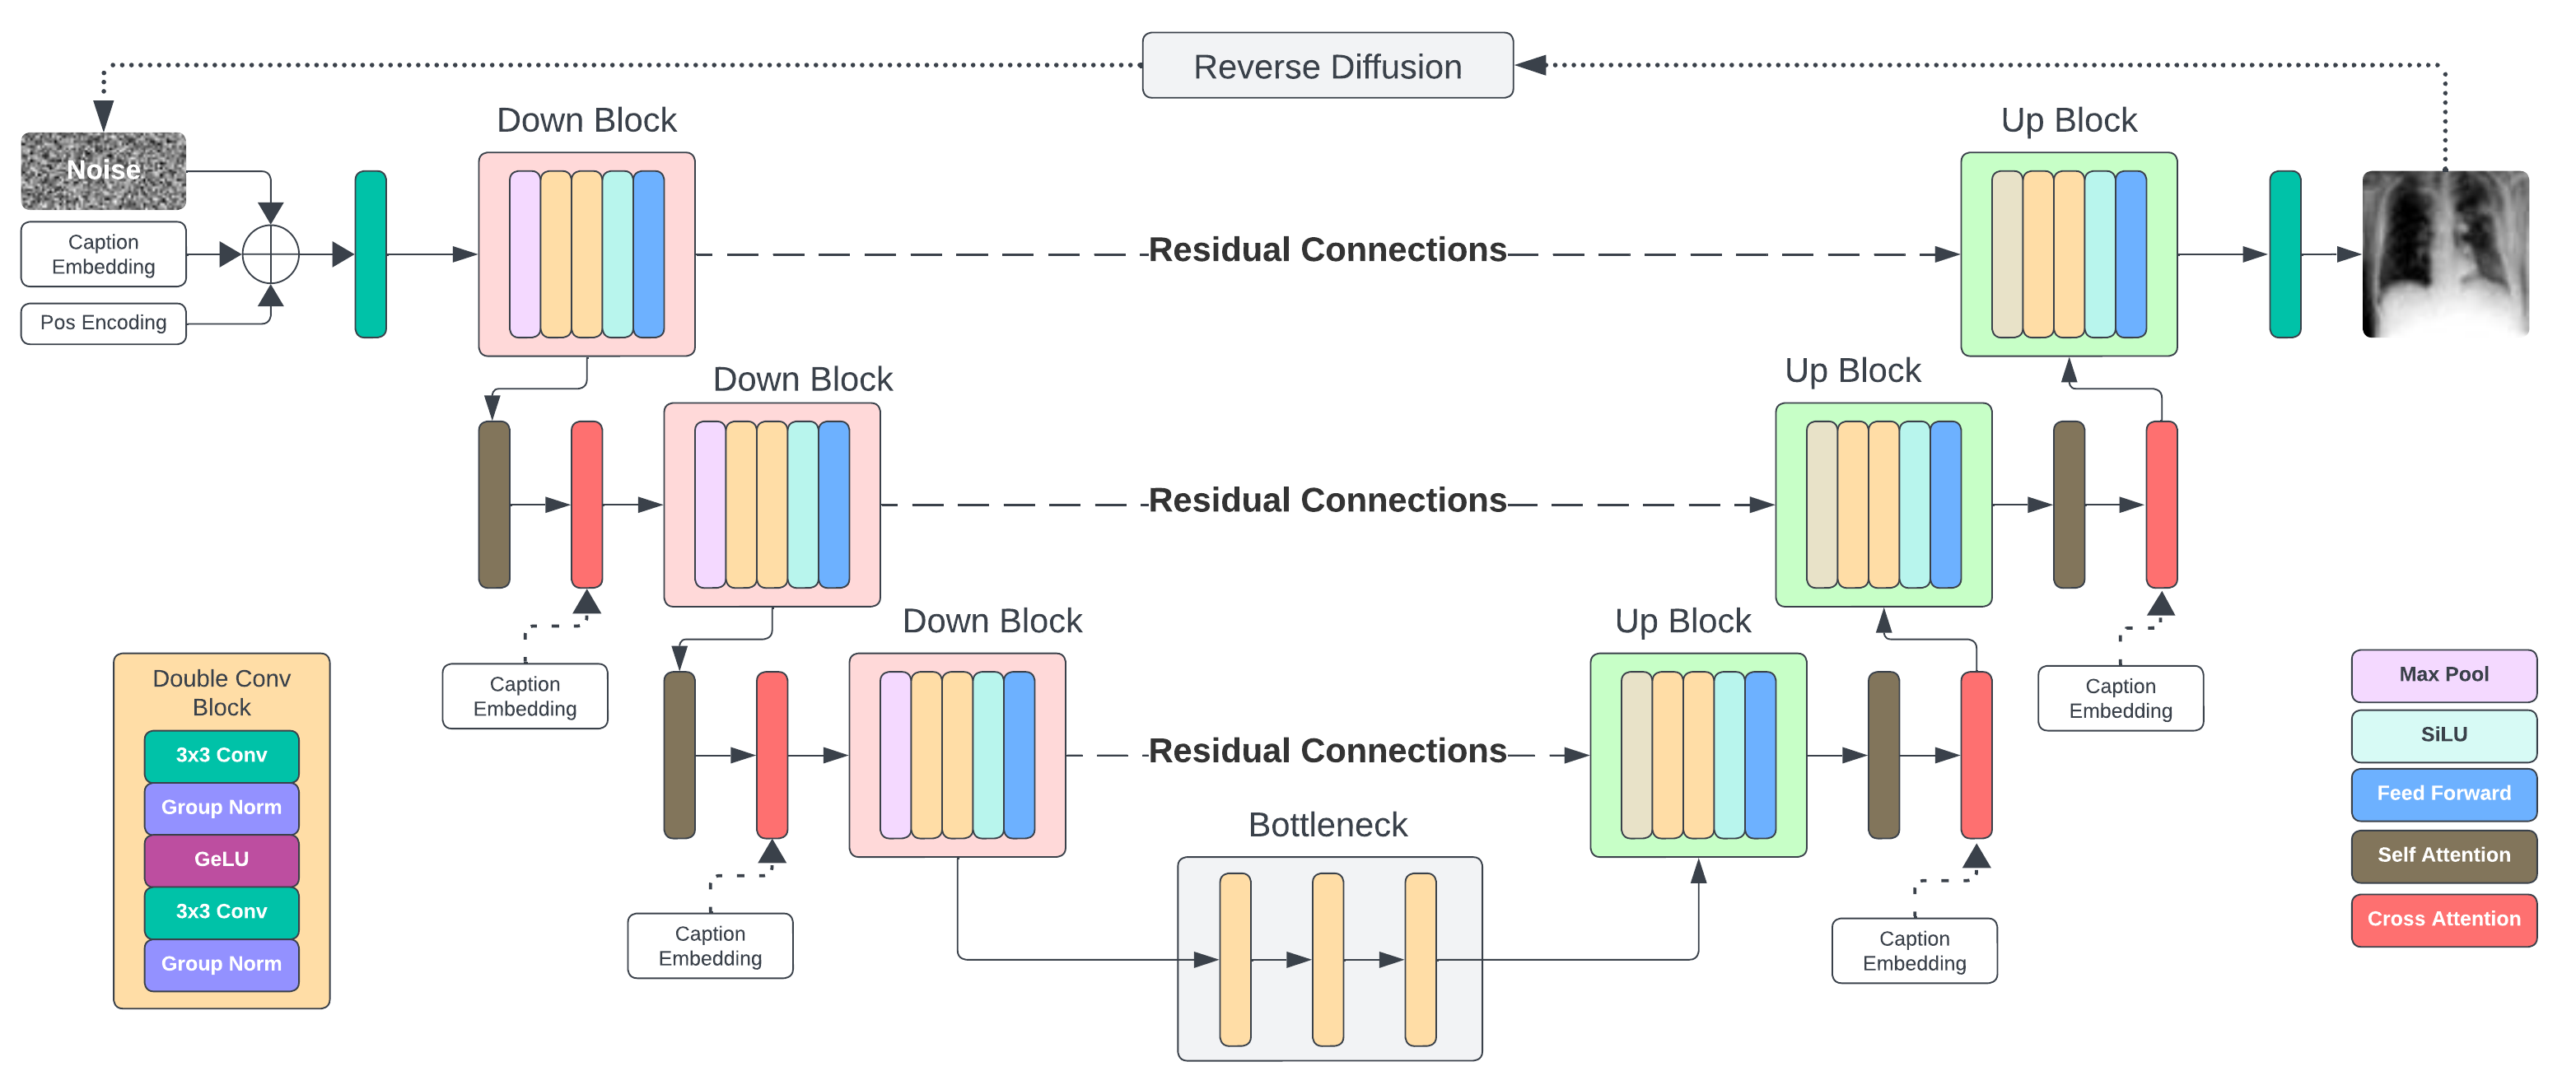 Reverse Diffusion
Down Block
Up Block
Noise
Caption
Embedding
Pos Encoding
Residual Connections
Down Block
Up Block
Residual Connections
Caption
Embedding
Down Block
Up Block
Caption
Embedding
Residual Connections
Caption
Embedding
Bottleneck
Caption
Embedding
Double Conv
Block
3x3 Conv
Group Norm
GeLU
3x3 Conv
Group Norm
Max Pool
SiLU
Feed Forward
Self Attention
Cross Attention